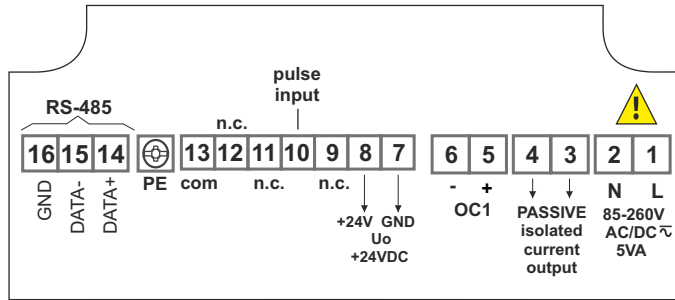 pulse
input
RS-485
n.c.
16 15 14 PE 13 12 11 10 9 8 7 6 5 4 3 2 1
com n.c. n.c. - + N L
GND DATA- DATA+
+24V GND
Uo
+24VDC
OC1
PASSIVE
isolated
current
output
85-260V
AC/DC
5VA